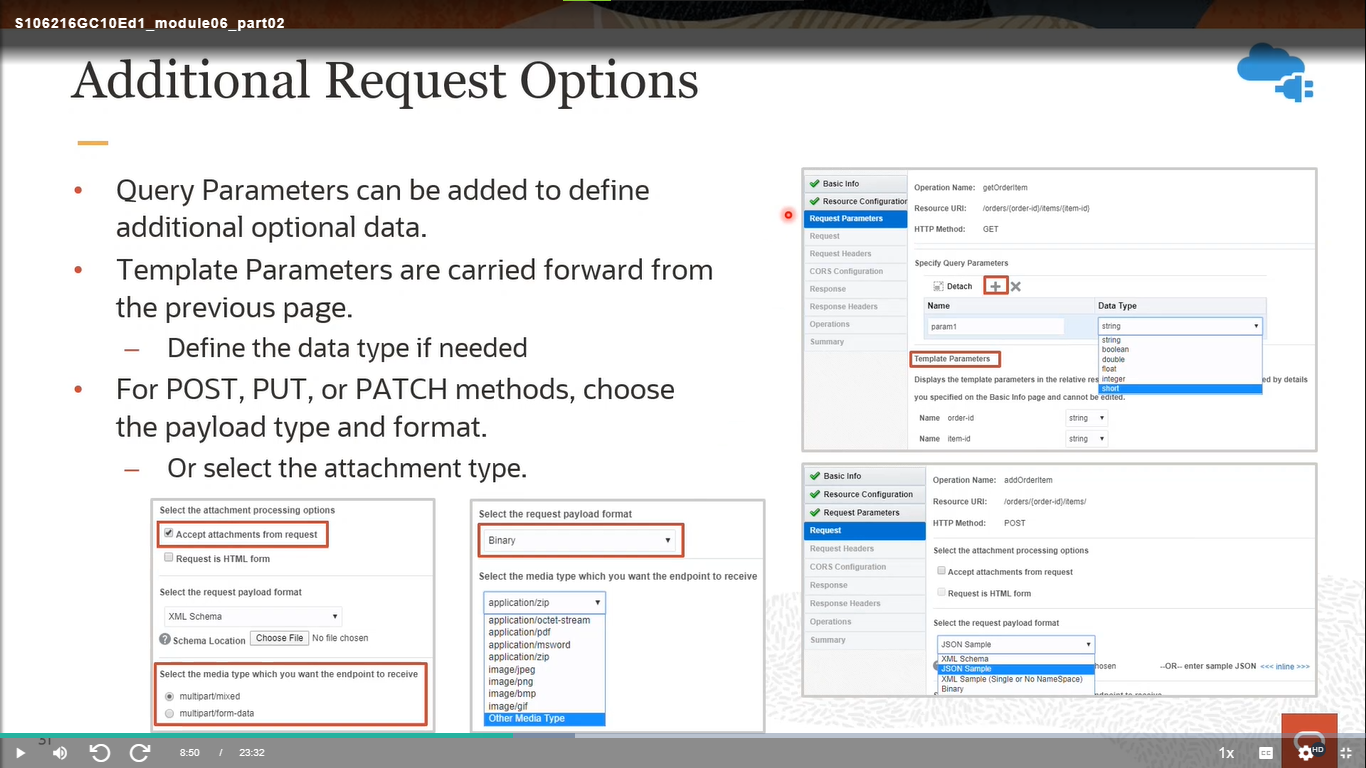 S106216GC10Ed1_module06_part02
Additional Request Options
• Query Parameters can be added to define
additional optional data.
• Template Parameters are carried forward from
the previous page.
– Define the data type if needed
• For POST, PUT, or PATCH methods, choose
the payload type and format.
– Or select the attachment type.
Basic Info
Resource Configuration
Request Parameters
Request
Request Headers
CORS Configuration
Response
Response Headers
Operations
Summary
Operation Name: getOrderItem
Resource URI: /orders/{order-id}/items/{item-id}
HTTP Method: GET
Specify Query Parameters
Detach
Name Data Type
param1 string
string
boolean
double
float
integer
short
Template Parameters
Displays the template parameters in the relative res ed by details
you specified on the Basic Info page and cannot be edited.
Name order-id string
Name item-id string
Select the attachment processing options
Accept attachments from request
Request is HTML form
Select the request payload format
XML Schema
Schema Location Choose File No file chosen
Select the media type which you want the endpoint to receive
multipart/mixed
multipart/form-data
Select the request payload format
Binary
Select the media type which you want the endpoint to receive
application/zip
application/octet-stream
application/pdf
application/msword
application/zip
image/jpeg
image/png
image/bmp
image/gif
Other Media Type
Basic Info
Resource Configuration
Request Parameters
Request
Request Headers
CORS Configuration
Response
Response Headers
Operations
Summary
Operation Name: addOrderItem
Resource URI: /orders/{order-id}/items/
HTTP Method: POST
Select the attachment processing options
Accept attachments from request
Request is HTML form
Select the request payload format
JSON Sample
XML Schema
JSON Sample
XML Sample (Single or No NameSpace)
Binary
hosen --OR-- enter sample JSON <<< inline >>>
endpoint to receive
31
8:50 / 23:32
1x
CC
HD